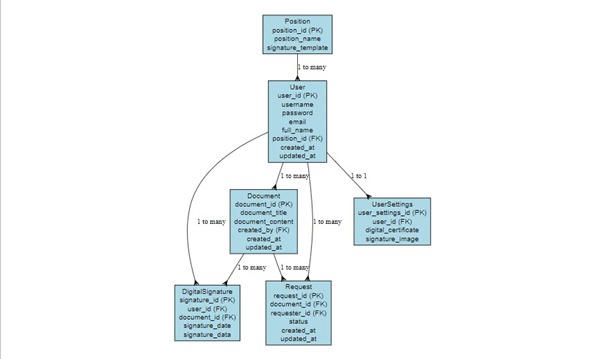 Position
position_id (PK)
position_name
signature_template
1 to many
User
user_id (PK)
username
password
email
full_name
position_id (FK)
created_at
updated_at
1 to many
1 to 1
Document
document_id (PK)
document_title
document_content
created_by (FK)
created_at
updated_at
1 to many
1 to many
UserSettings
user_settings_id (PK)
user_id (FK)
digital_certificate
signature_image
1 to many
1 to many
DigitalSignature
signature_id (PK)
user_id (FK)
document_id (FK)
signature_date
signature_data
Request
request_id (PK)
document_id (FK)
requester_id (FK)
status
created_at
updated_at